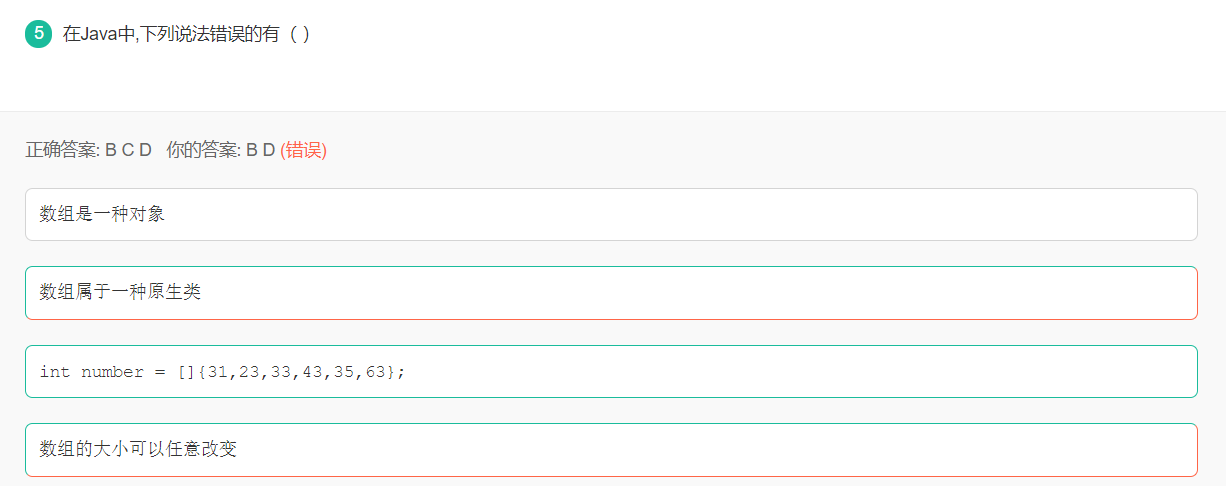 5 在Java中,下列说法错误的有（ ）
正确答案: B C D 你的答案: B D (错误)
数组是一种对象
数组属于一种原生类
int number = []{31,23,33,43,35,63};
数组的大小可以任意改变